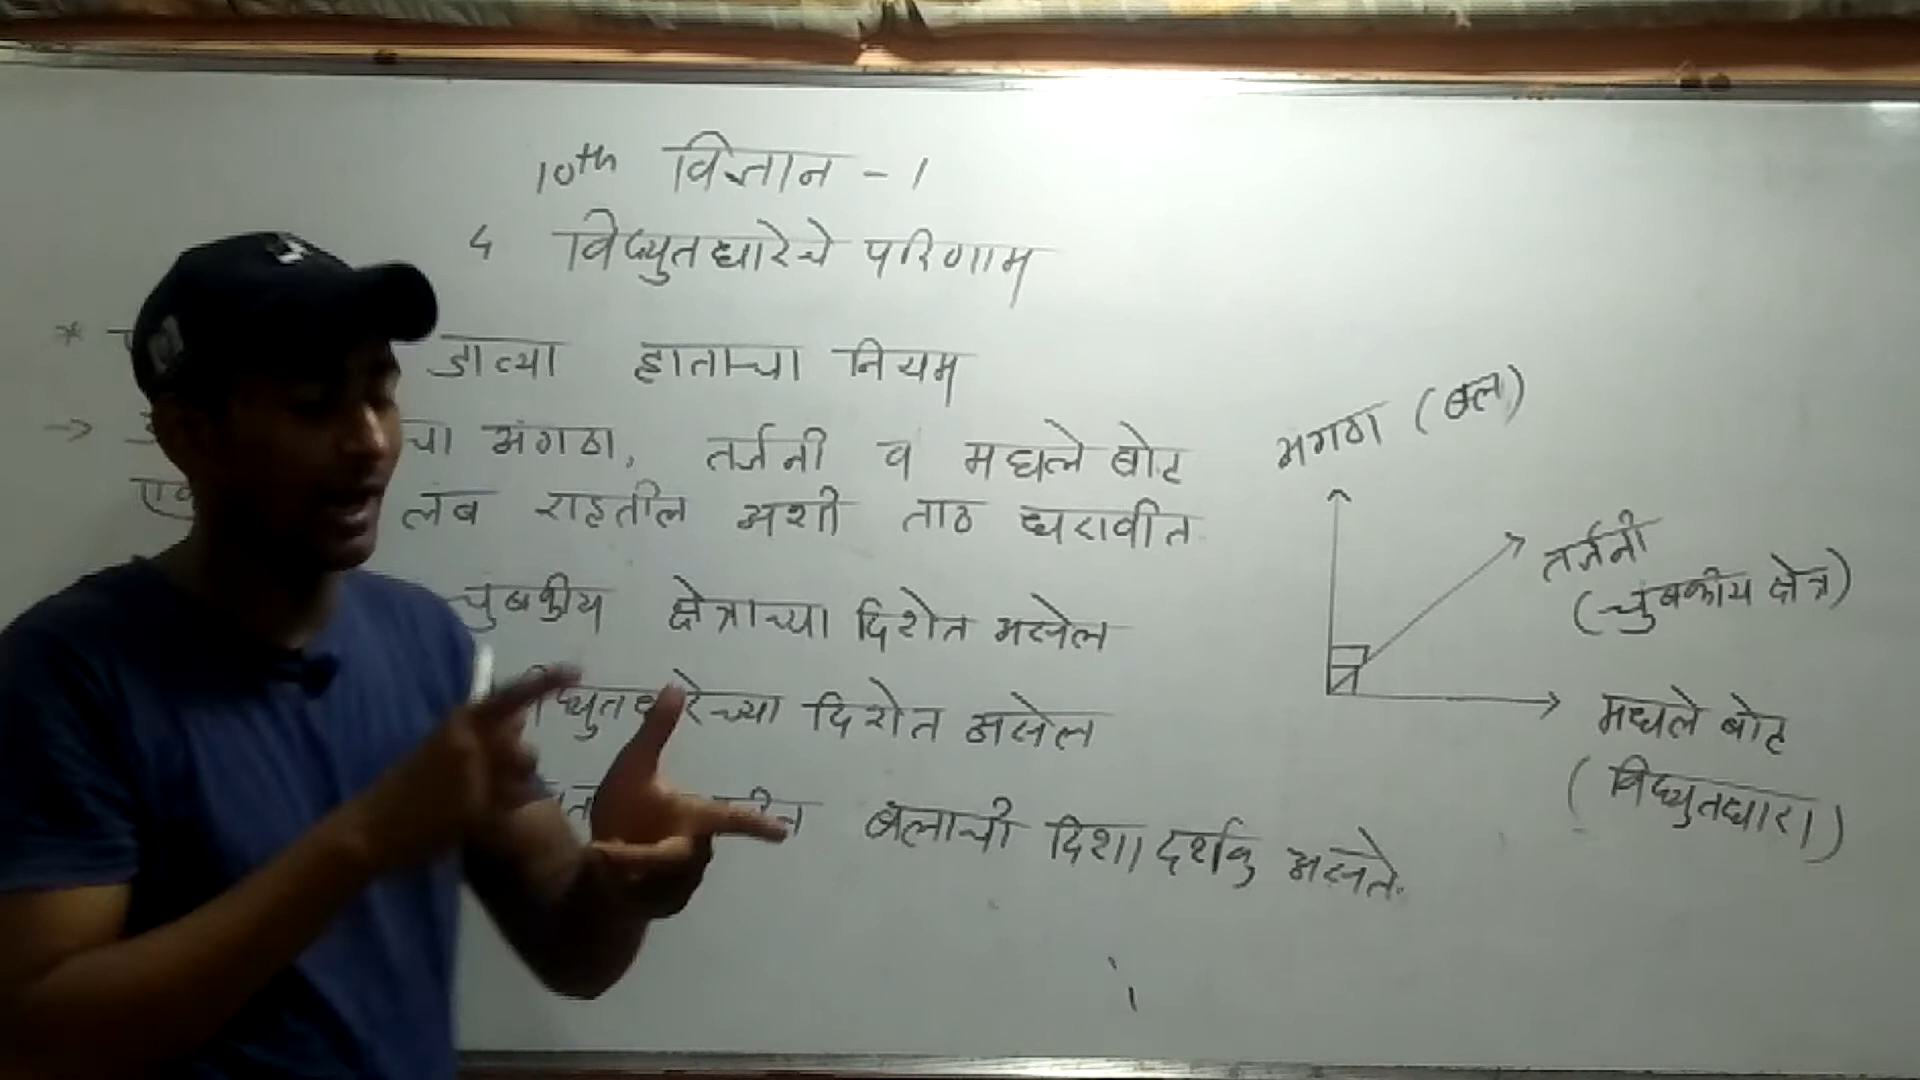 10th विज्ञान - 1
4 विद्युतधारेचे परिणाम
* डाव्या हाताचा नियम
→ चा अंगठा, तर्जनी व मधले बोट
लंब राहतील अशी ताठ धरावीत.
चुंबकीय क्षेत्राच्या दिशेत असेल
विद्युतधारेच्या दिशेत असेल
बलाची दिशादर्शक असते.
अंगठा (बल)
तर्जनी
(चुंबकीय क्षेत्र)
मधले बोट
(विद्युतधारा)